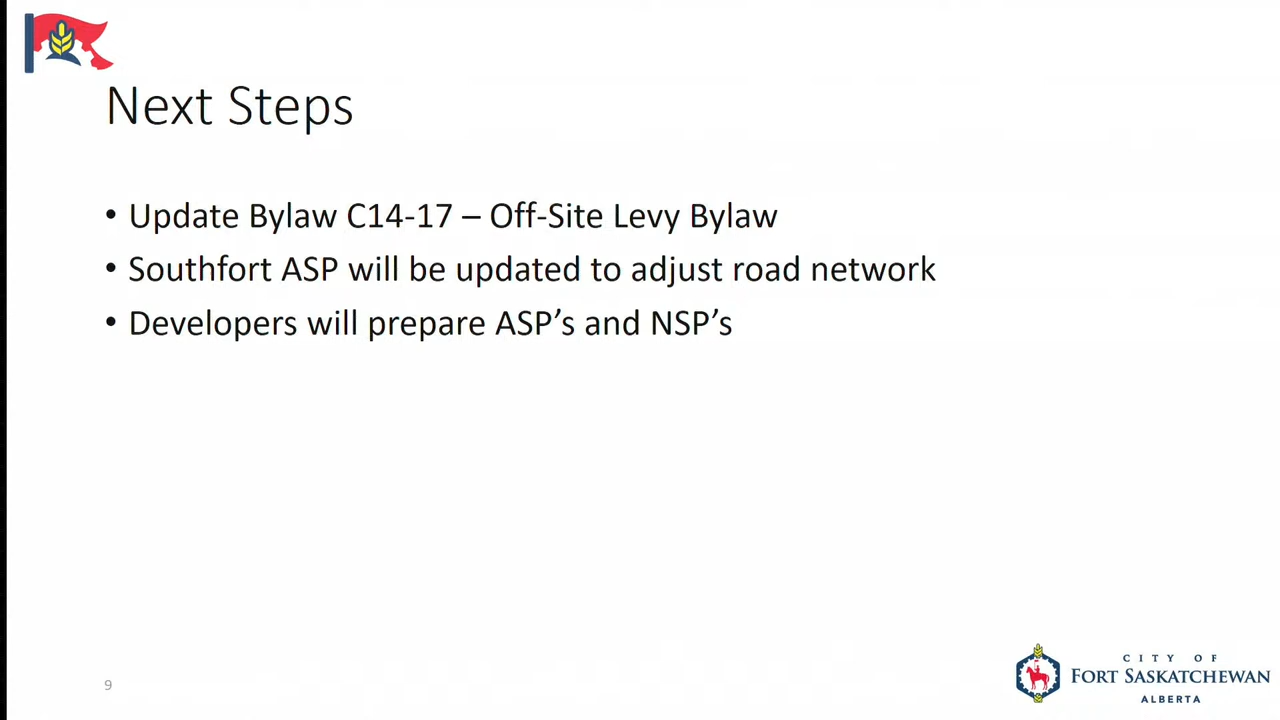 Next Steps
• Update Bylaw C14-17 – Off-Site Levy Bylaw
• Southfort ASP will be updated to adjust road network
• Developers will prepare ASP’s and NSP’s
9
CITY OF
FORT SASKATCHEWAN
ALBERTA